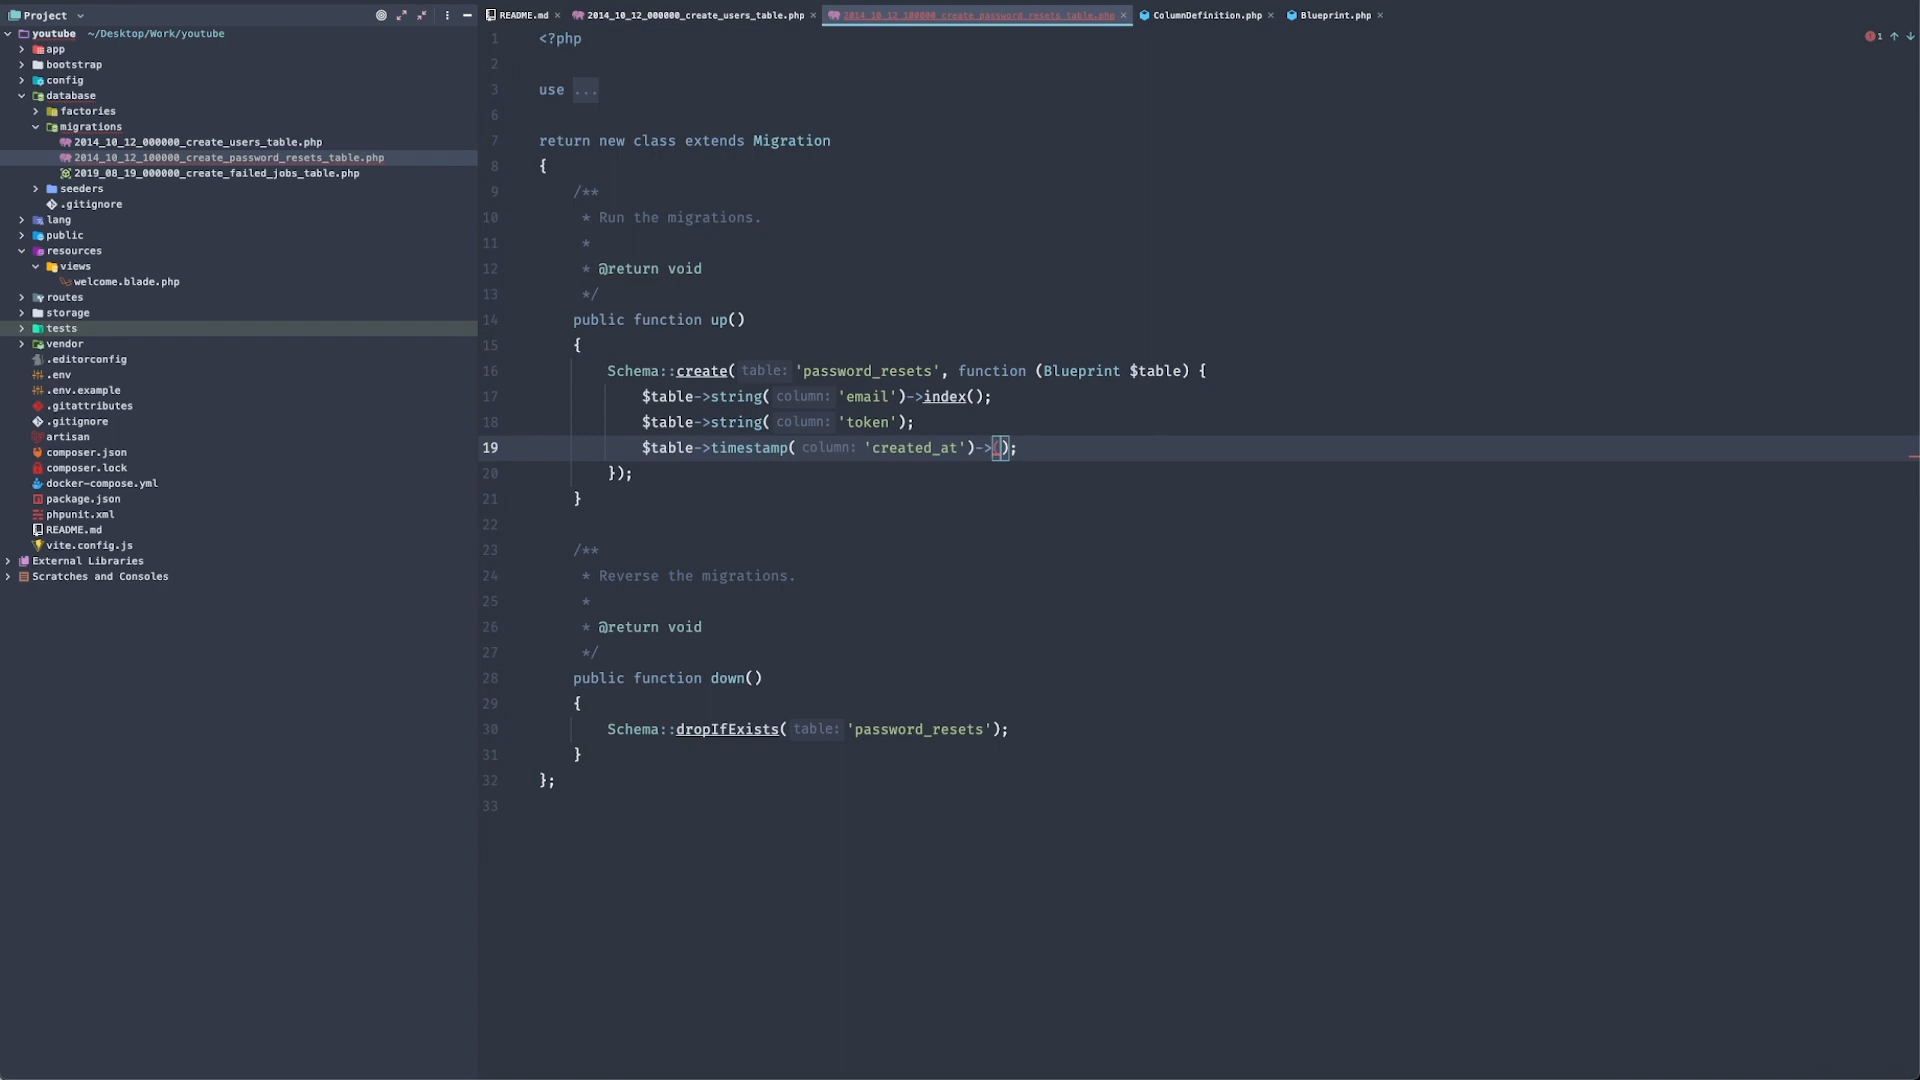 Project
youtube ~/Desktop/Work/youtube
app
bootstrap
config
database
factories
migrations
2014_10_12_000000_create_users_table.php
2014_10_12_100000_create_password_resets_table.php
2019_08_19_000000_create_failed_jobs_table.php
seeders
.gitignore
lang
public
resources
views
welcome.blade.php
routes
storage
tests
vendor
.editorconfig
.env
.env.example
.gitattributes
.gitignore
artisan
composer.json
composer.lock
docker-compose.yml
package.json
phpunit.xml
README.md
vite.config.js
External Libraries
Scratches and Consoles
README.md 2014_10_12_000000_create_users_table.php 2014_10_12_100000_create_password_resets_table.php ColumnDefinition.php Blueprint.php
1
1 <?php
2
3 use ...
6
7 return new class extends Migration
8 {
9 /**
10 * Run the migrations.
11 *
12 * @return void
13 */
14 public function up()
15 {
16 Schema::create( table: 'password_resets', function (Blueprint $table) {
17 $table->string( column: 'email')->index();
18 $table->string( column: 'token');
19 $table->timestamp( column: 'created_at')->();
20 });
21 }
22
23 /**
24 * Reverse the migrations.
25 *
26 * @return void
27 */
28 public function down()
29 {
30 Schema::dropIfExists( table: 'password_resets');
31 }
32 };
33